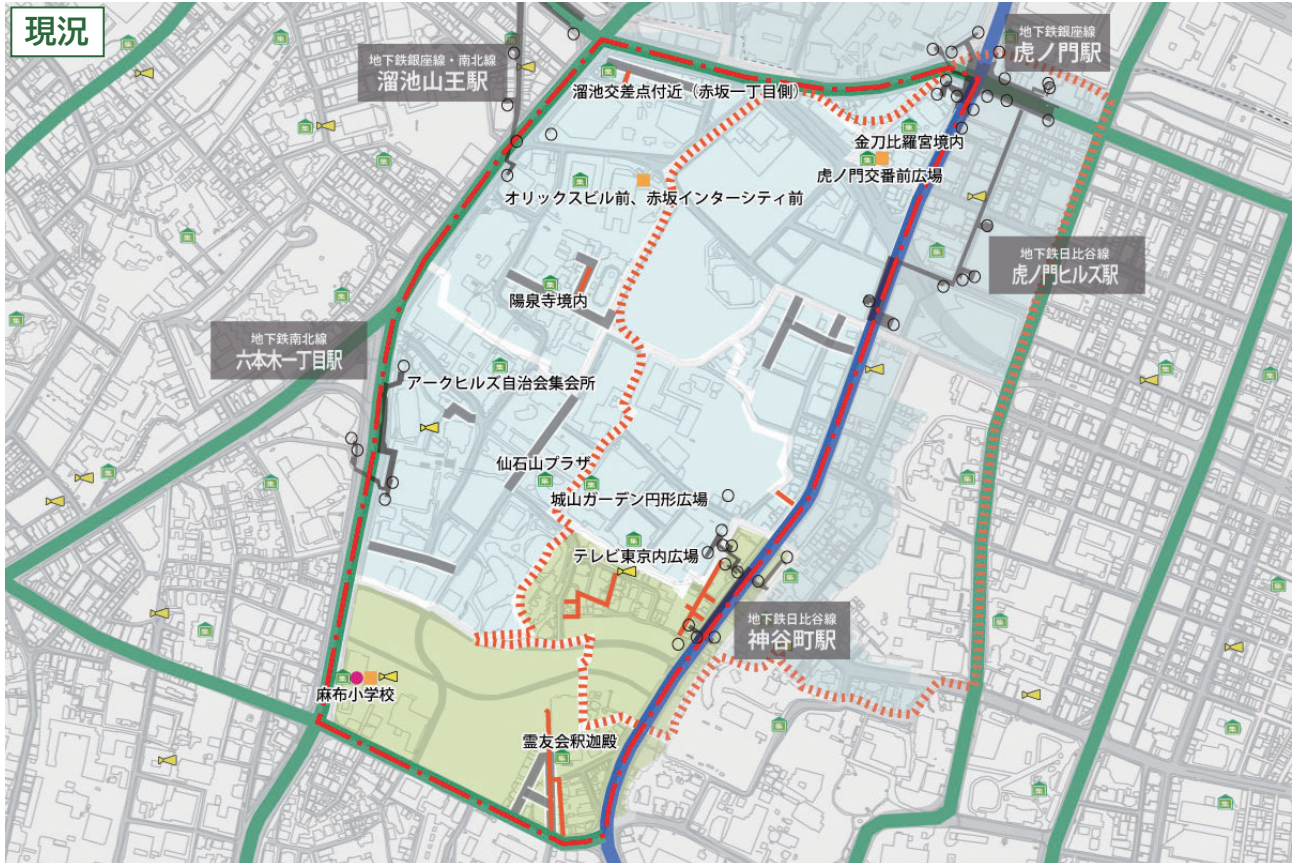 現況
地下鉄銀座線・南北線
溜池山王駅
地下鉄銀座線
虎ノ門駅
溜池交差点付近（赤坂一丁目側）
金刀比羅宮境内
虎ノ門交番前広場
オリックスビル前、赤坂インターシティ前
地下鉄日比谷線
虎ノ門ヒルズ駅
陽泉寺境内
地下鉄南北線
六本木一丁目駅
アークヒルズ自治会集会所
仙石山プラザ
城山ガーデン円形広場
テレビ東京内広場
地下鉄日比谷線
神谷町駅
麻布小学校
霊友会釈迦殿